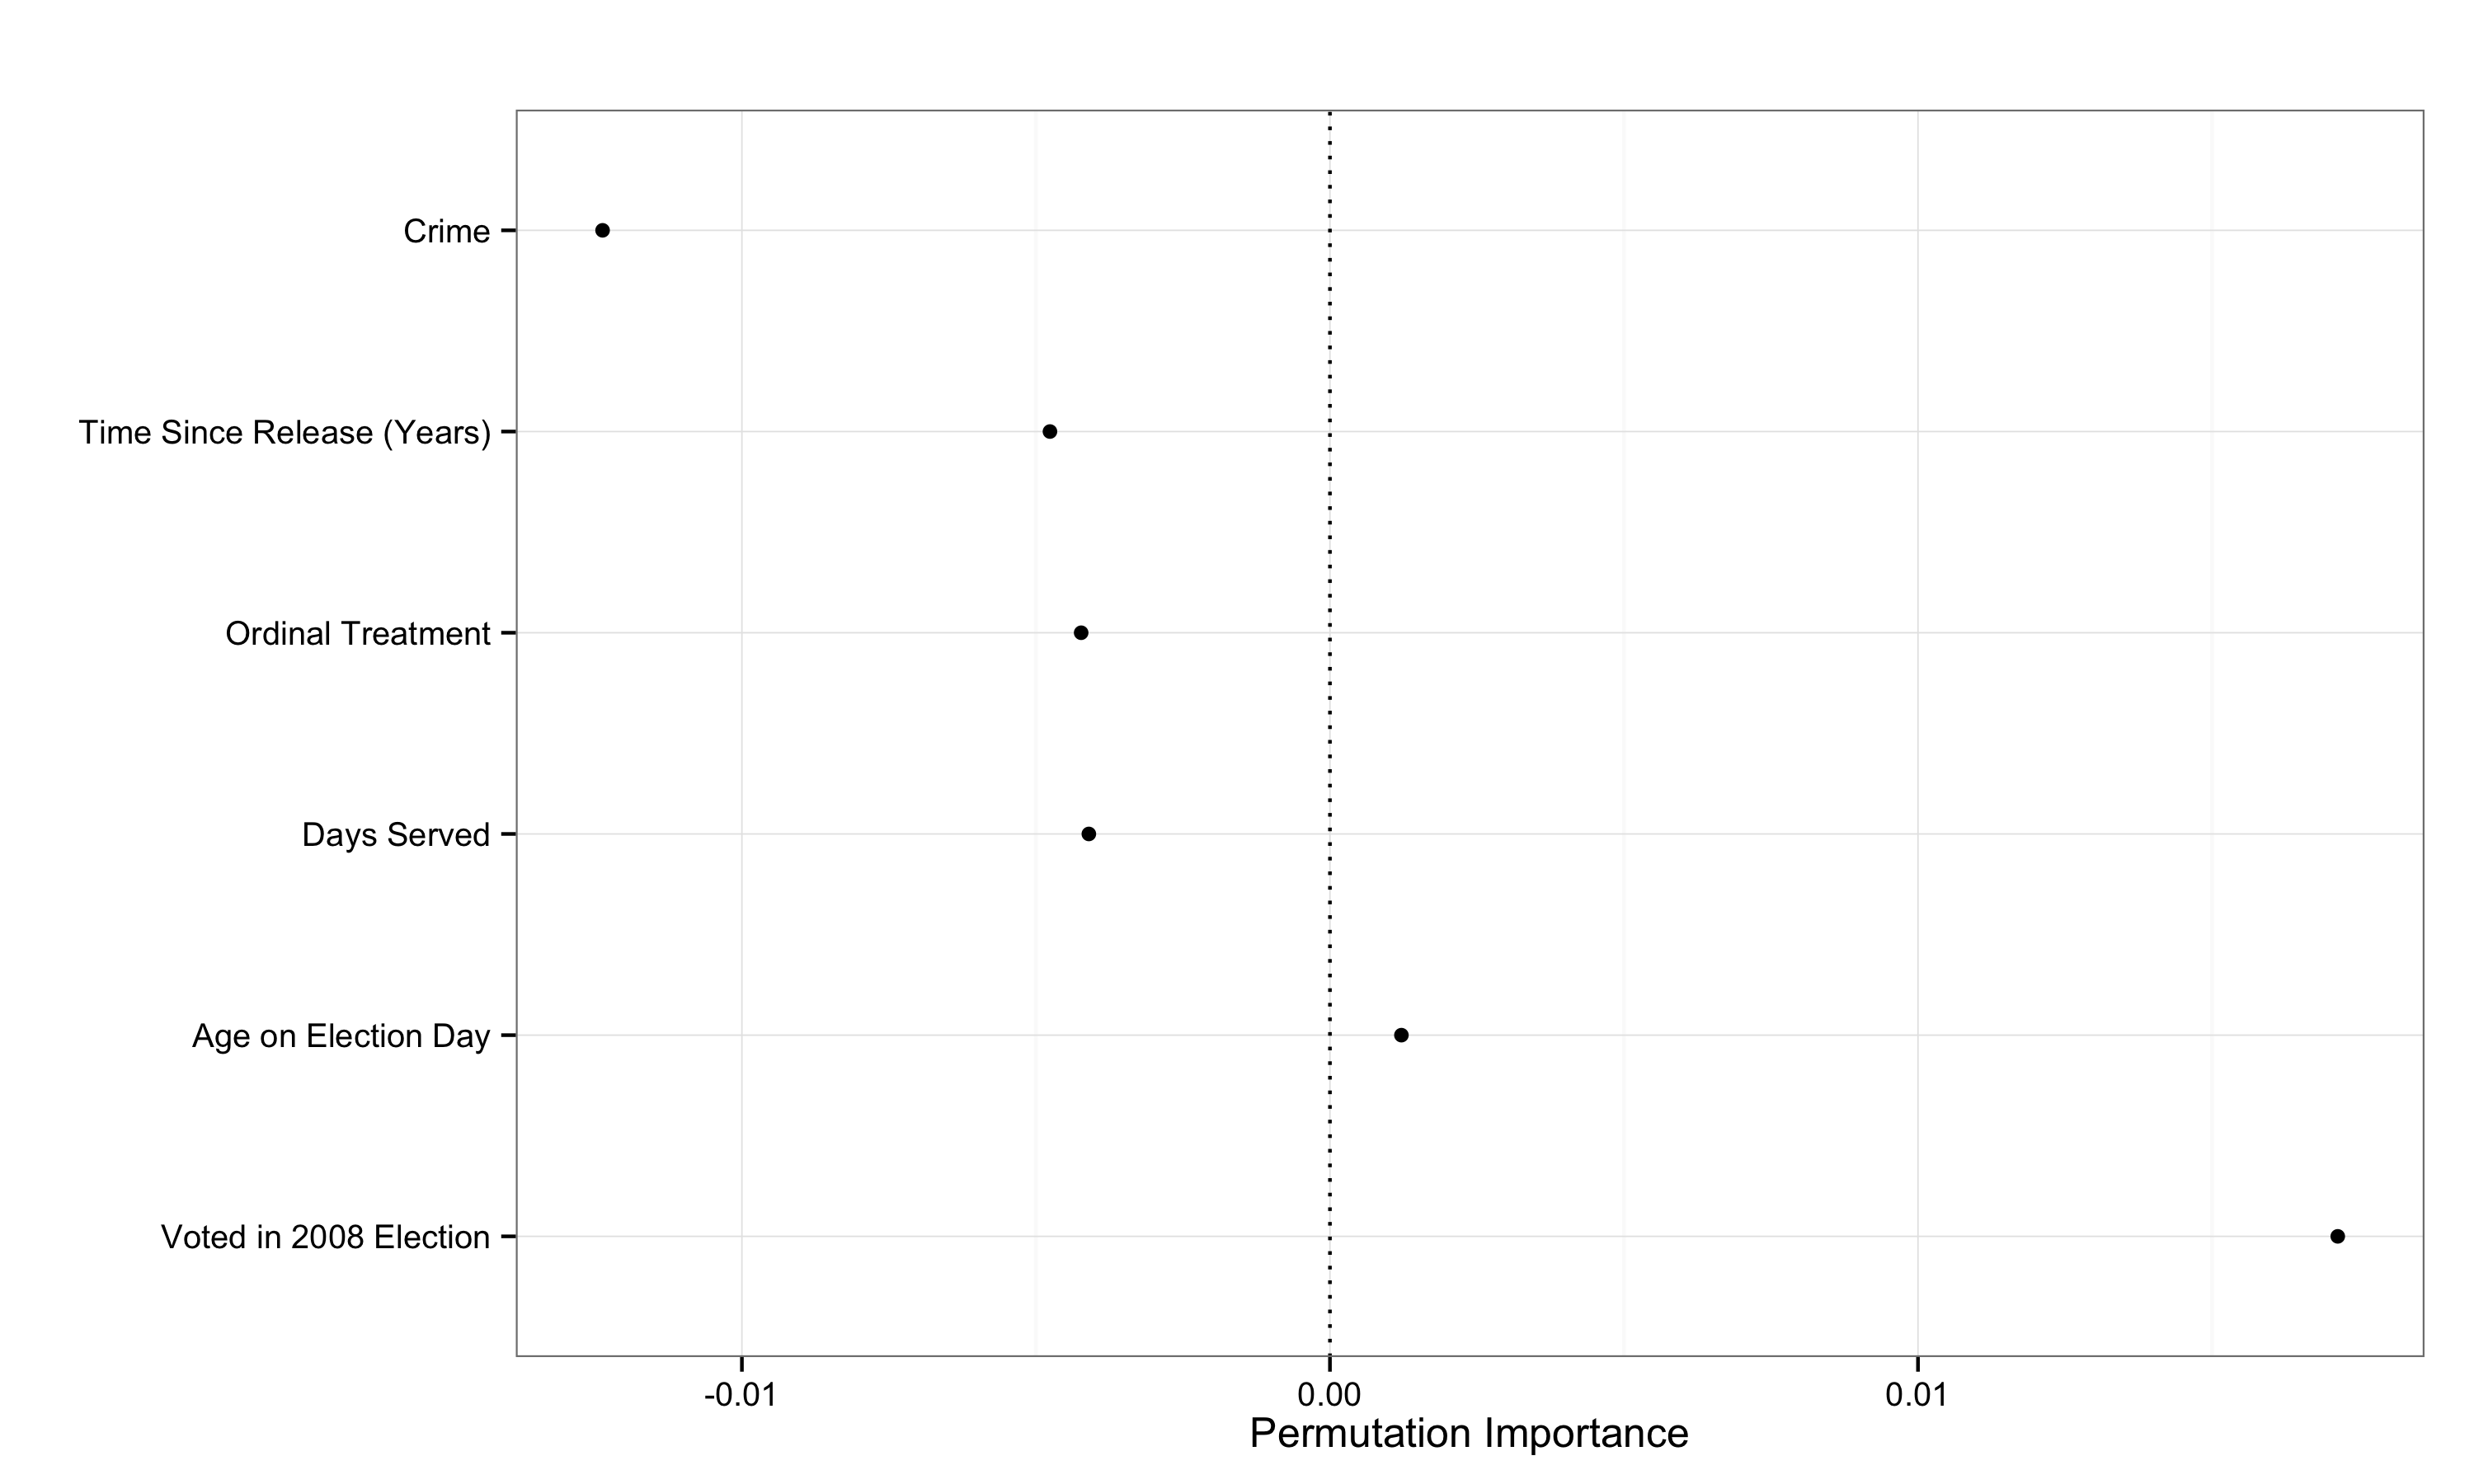 Crime
Time Since Release (Years)
Ordinal Treatment
Days Served
Age on Election Day
Voted in 2008 Election
-0.01 0.00 0.01
Permutation Importance